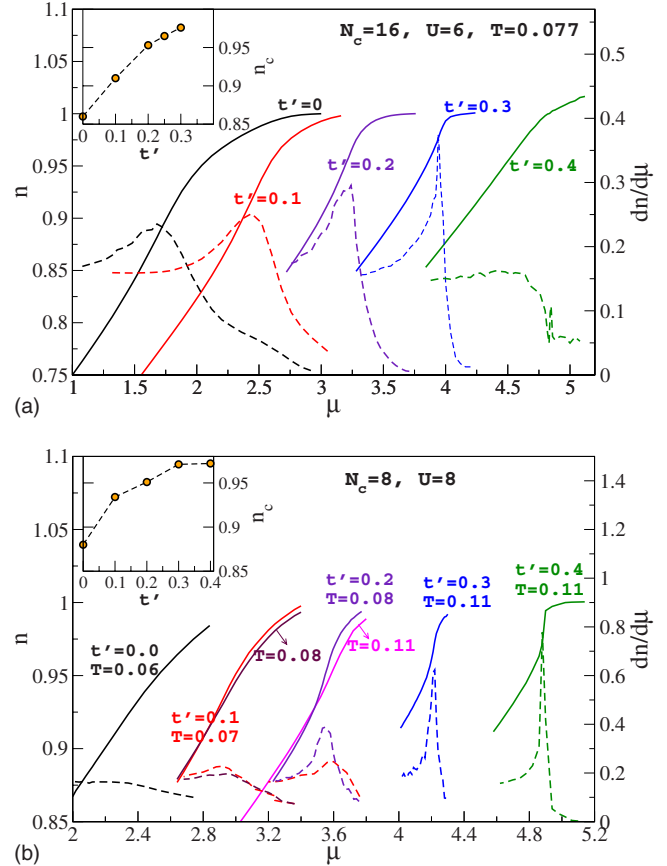 N_c=16, U=6, T=0.077
1.1
1.05
1
0.95
0.9
0.85
0.8
0.75
n
0.95
0.9
0.85
n_c
0 0.1 0.2 0.3
t'
t'=0
t'=0.1
t'=0.2
t'=0.3
t'=0.4
0.5
0.4
0.3
0.2
0.1
0
dn/dμ
1 1.5 2 2.5 3 3.5 4 4.5 5
μ
(a)
N_c=8, U=8
1.1
1.05
1
0.95
0.9
0.85
n
0.95
0.9
0.85
n_c
0 0.1 0.2 0.3 0.4
t'
t'=0.0
T=0.06
t'=0.1
T=0.07
T=0.08
t'=0.2
T=0.08
T=0.11
t'=0.3
T=0.11
t'=0.4
T=0.11
1.4
1.2
1
0.8
0.6
0.4
0.2
0
dn/dμ
2 2.4 2.8 3.2 3.6 4 4.4 4.8 5.2
μ
(b)